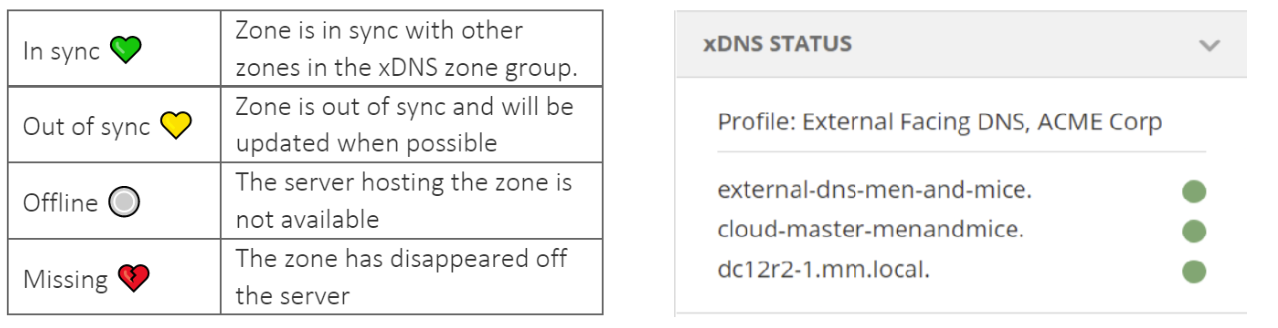 In sync
Zone is in sync with other
zones in the xDNS zone group.
Out of sync
Zone is out of sync and will be
updated when possible
Offline
The server hosting the zone is
not available
Missing
The zone has disappeared off
the server
xDNS STATUS
Profile: External Facing DNS, ACME Corp
external-dns-men-and-mice.
cloud-master-menandmice.
dc12r2-1.mm.local.